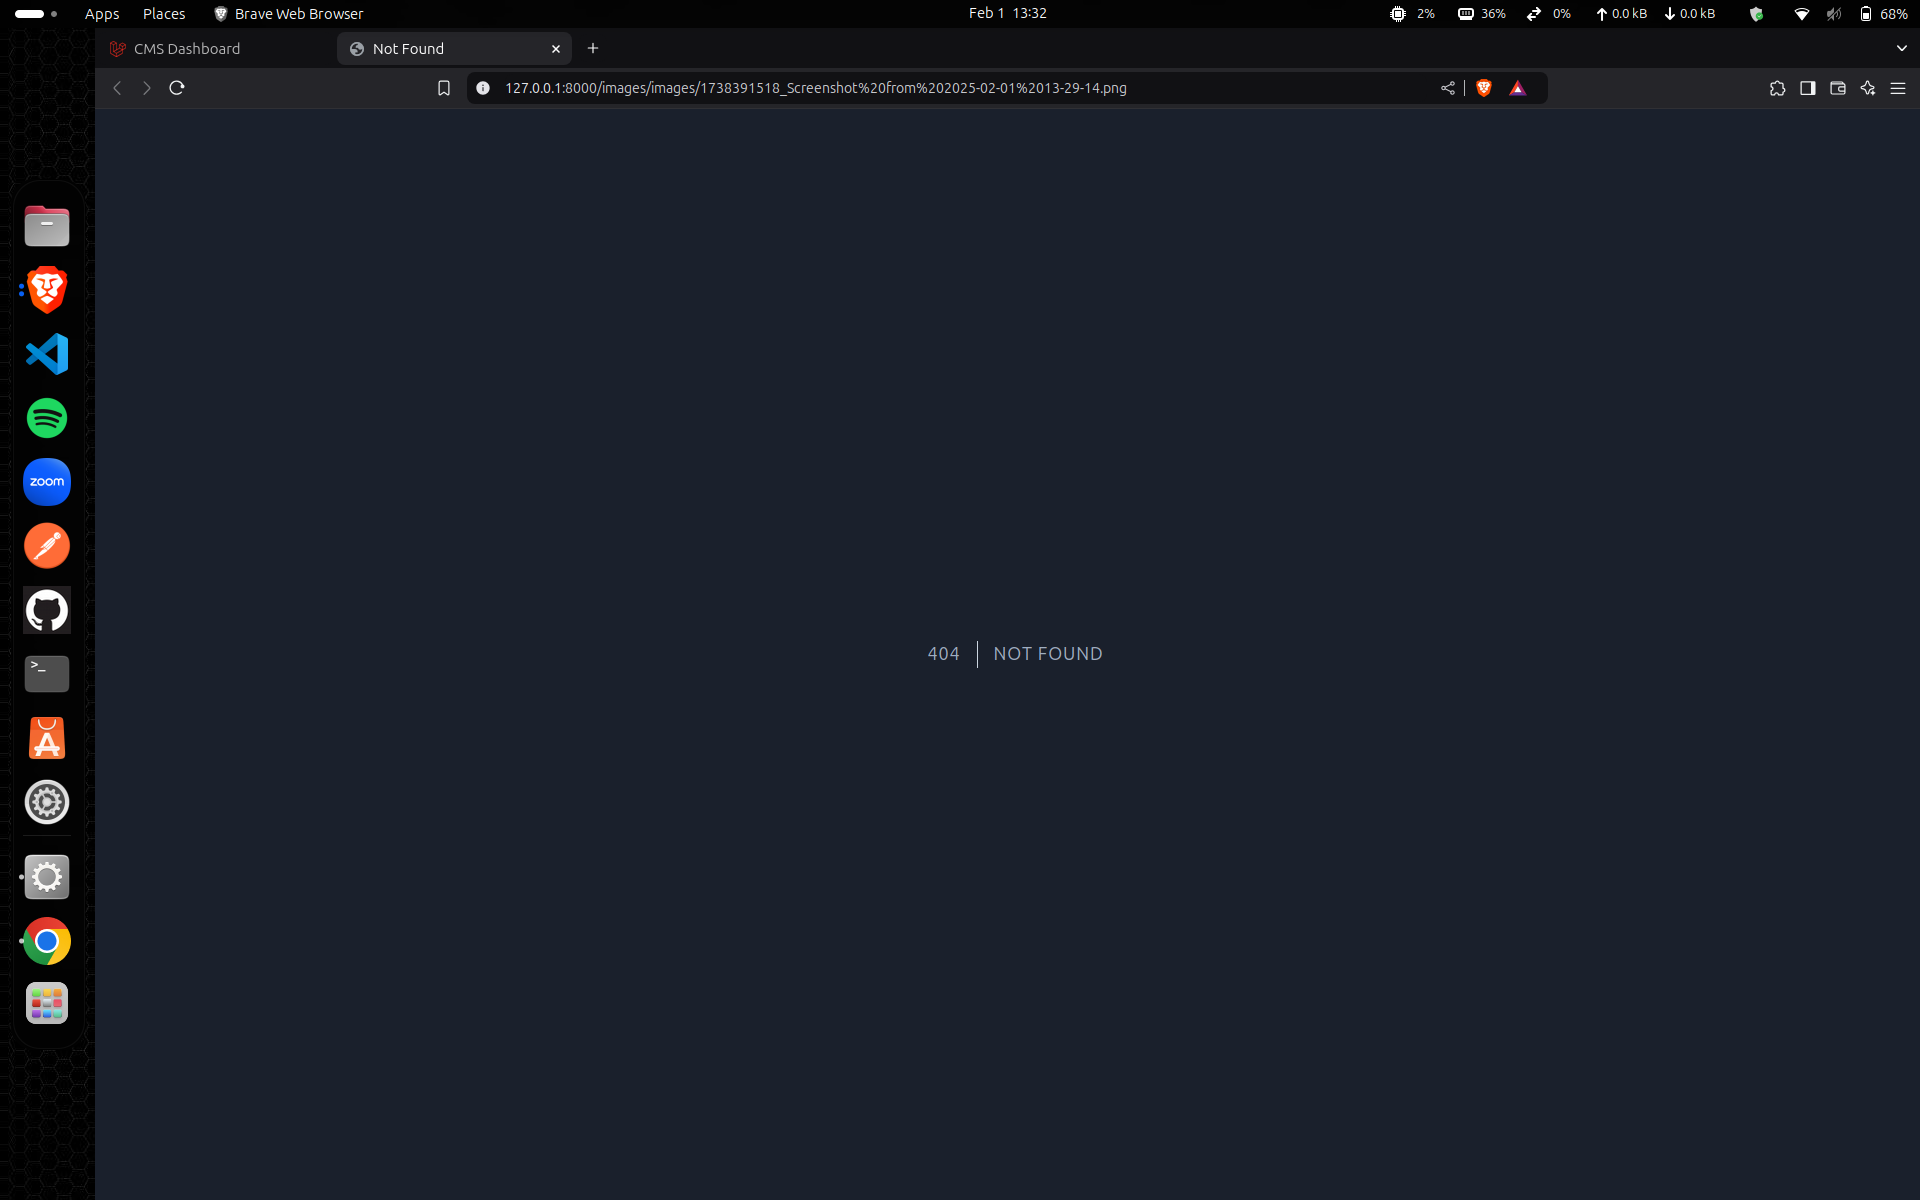 Apps Places Brave Web Browser Feb 1 13:32 2% 36% 0% 0.0 kB 0.0 kB 68%
CMS Dashboard Not Found
127.0.0.1:8000/images/images/1738391518_Screenshot%20from%202025-02-01%2013-29-14.png
zoom
>_
404 NOT FOUND